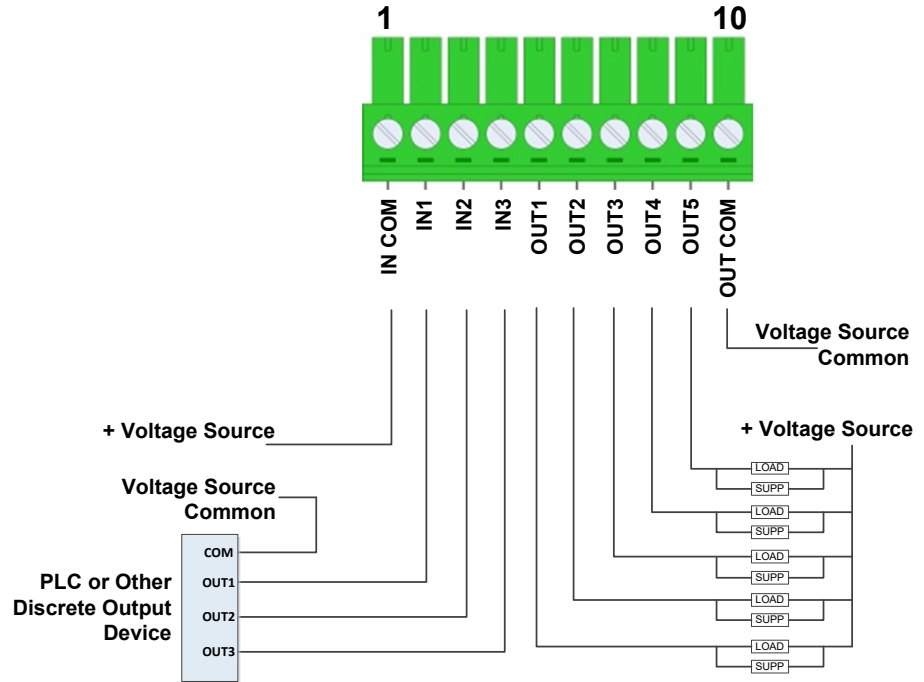 1
10
IN COM
IN1
IN2
IN3
OUT1
OUT2
OUT3
OUT4
OUT5
OUT COM
Voltage Source
Common
+ Voltage Source
+ Voltage Source
Voltage Source
Common
PLC or Other
Discrete Output
Device
COM
OUT1
OUT2
OUT3
LOAD
SUPP
LOAD
SUPP
LOAD
SUPP
LOAD
SUPP
LOAD
SUPP